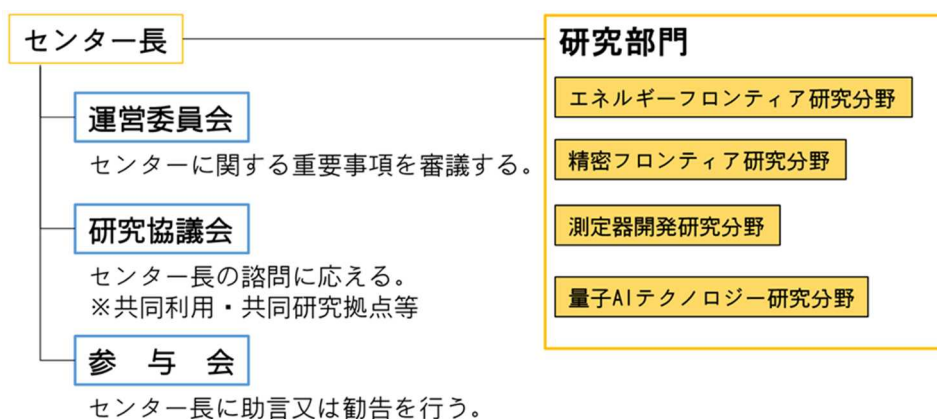 センター長
運営委員会
センターに関する重要事項を審議する。
研究協議会
センター長の諮問に応える。
※共同利用・共同研究拠点等
参　与　会
センター長に助言又は勧告を行う。
研究部門
エネルギーフロンティア研究分野
精密フロンティア研究分野
測定器開発研究分野
量子AIテクノロジー研究分野